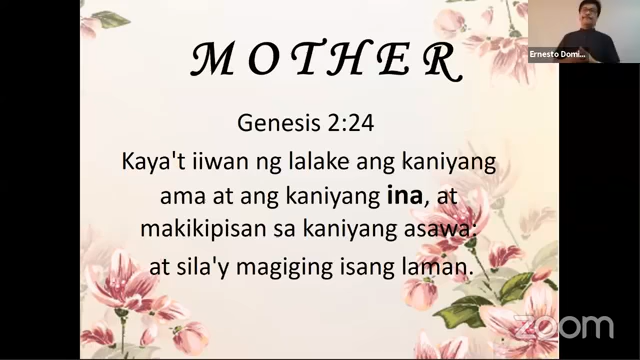 MOTHER
Genesis 2:24
Kaya't iiwan ng lalake ang kaniyang
ama at ang kaniyang ina, at
makikipisan sa kaniyang asawa:
at sila'y magiging isang laman.
Ernesto Domi...
zoom